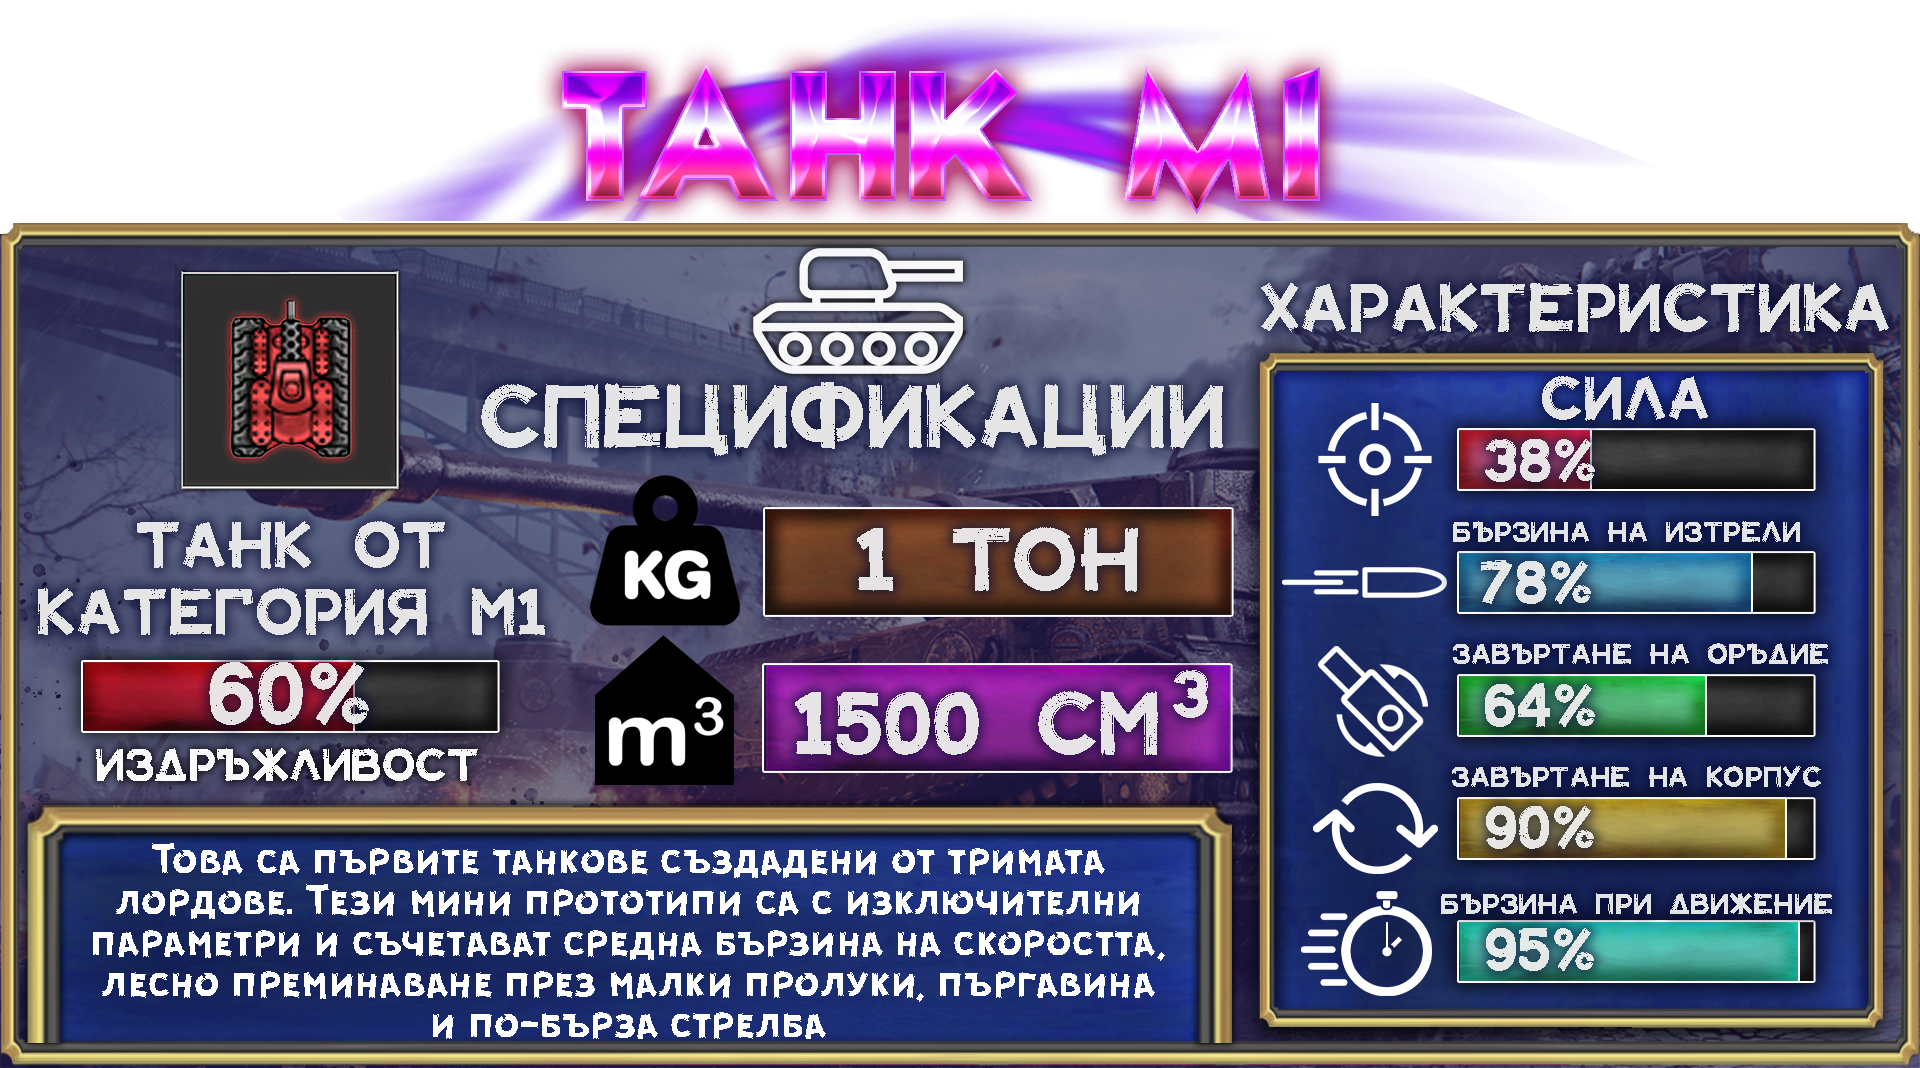 ТАНК М1
ТАНК ОТ
КАТЕГОРИЯ М1
60%
ИЗДРЪЖЛИВОСТ
СПЕЦИФИКАЦИИ
KG
1 ТОН
m³
1500 СМ³
ХАРАКТЕРИСТИКА
СИЛА
38%
БЪРЗИНА НА ИЗТРЕЛИ
78%
ЗАВЪРТАНЕ НА ОРЪДИЕ
64%
ЗАВЪРТАНЕ НА КОРПУС
90%
БЪРЗИНА ПРИ ДВИЖЕНИЕ
95%
Това са първите танкове създадени от тримата
лордове. Тези мини прототипи са с изключителни
параметри и съчетават средна бързина на скоростта,
лесно преминаване през малки пролуки, пъргавина
и по-бърза стрелба